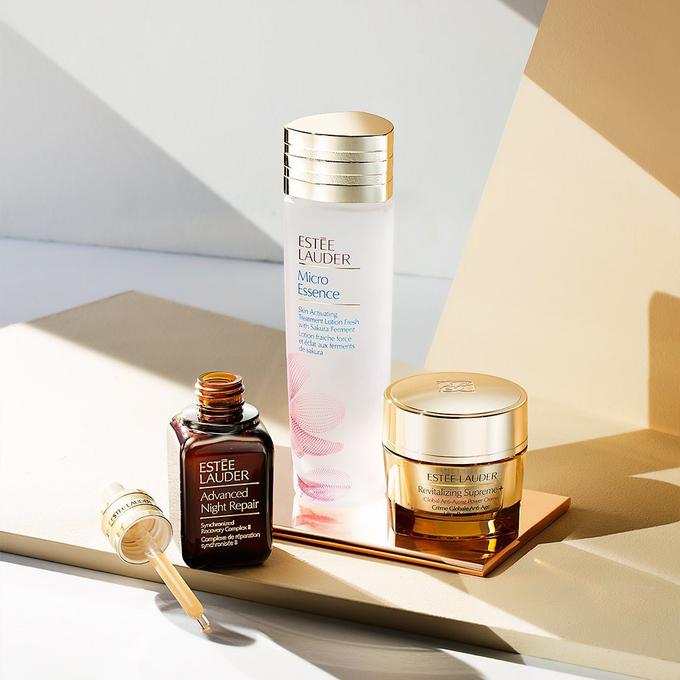 ESTĒE
LAUDER
Micro
Essence
Skin Activating
Treatment Lotion Fresh
with Sakura Ferment
Lotion fraîche force
et éclat aux ferments
de sakura
ESTĒE
LAUDER
Advanced
Night Repair
Synchronized
Recovery Complex II
Complexe de réparation
synchronisée II
ESTĒE LAUDER
Revitalizing Supreme+
Global Anti-Aging Power Creme
Crème Globale Anti-Age